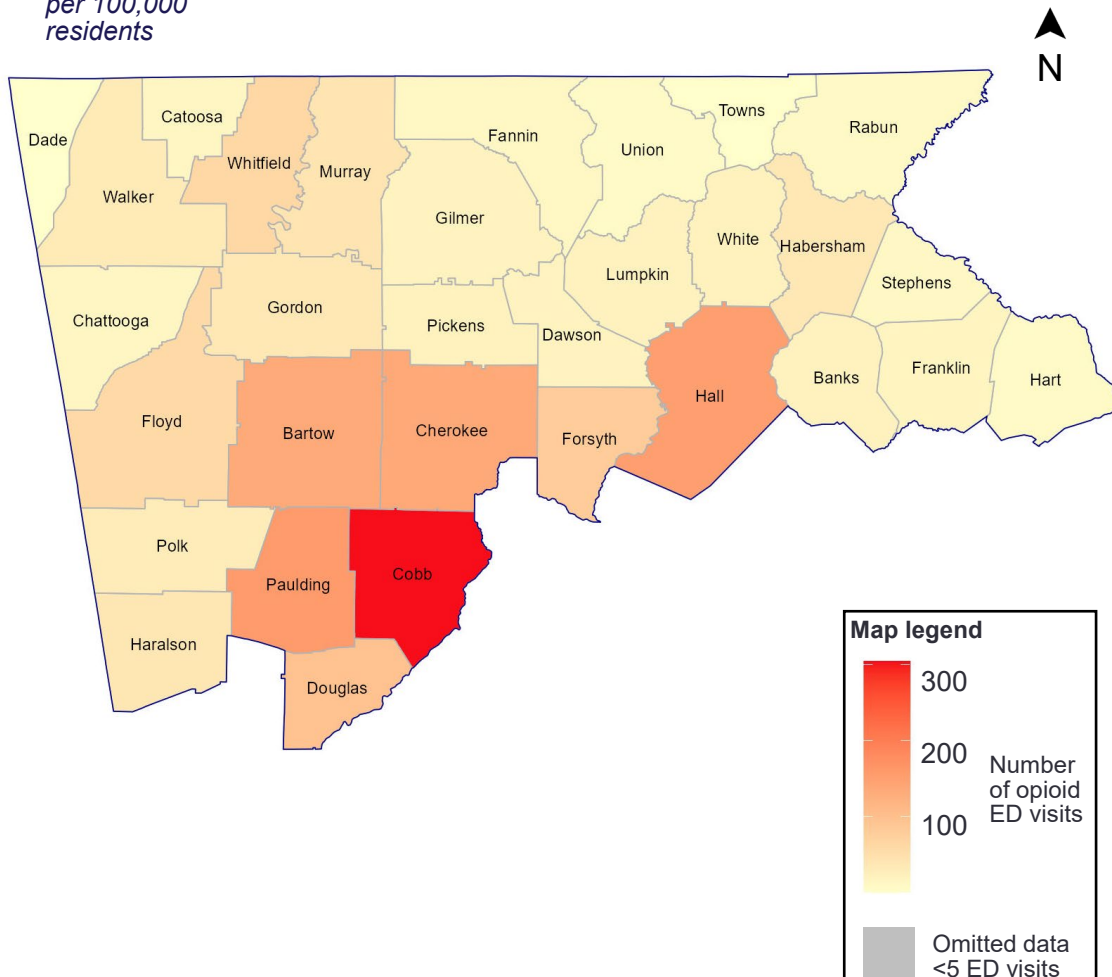 per 100,000
residents
N
Dade
Catoosa
Whitfield
Murray
Fannin
Union
Towns
Rabun
Walker
Gilmer
White
Habersham
Lumpkin
Stephens
Chattooga
Gordon
Pickens
Dawson
Banks
Franklin
Hart
Floyd
Bartow
Cherokee
Forsyth
Hall
Polk
Paulding
Cobb
Haralson
Douglas
Map legend
300
200
100
Number
of opioid
ED visits
Omitted data
<5 ED visits